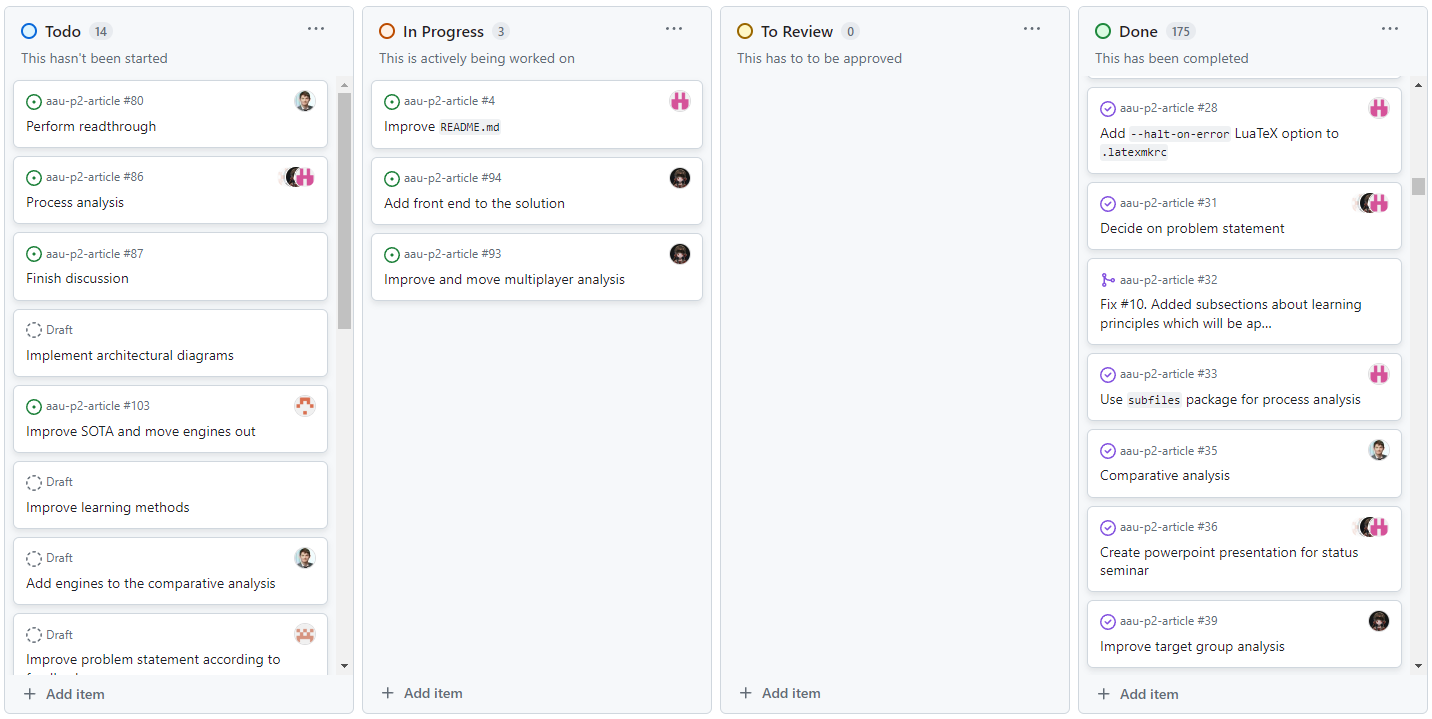 Todo 14
This hasn't been started
aau-p2-article #80
Perform readthrough
aau-p2-article #86
Process analysis
aau-p2-article #87
Finish discussion
Draft
Implement architectural diagrams
aau-p2-article #103
Improve SOTA and move engines out
Draft
Improve learning methods
Draft
Add engines to the comparative analysis
Draft
Improve problem statement according to
Add item
In Progress 3
This is actively being worked on
aau-p2-article #4
Improve README.md
aau-p2-article #94
Add front end to the solution
aau-p2-article #93
Improve and move multiplayer analysis
Add item
To Review 0
This has to to be approved
Add item
Done 175
This has been completed
aau-p2-article #28
Add --halt-on-error LuaTeX option to
.latexmkrc
aau-p2-article #31
Decide on problem statement
aau-p2-article #32
Fix #10. Added subsections about learning
principles which will be ap...
aau-p2-article #33
Use subfiles package for process analysis
aau-p2-article #35
Comparative analysis
aau-p2-article #36
Create powerpoint presentation for status
seminar
aau-p2-article #39
Improve target group analysis
Add item